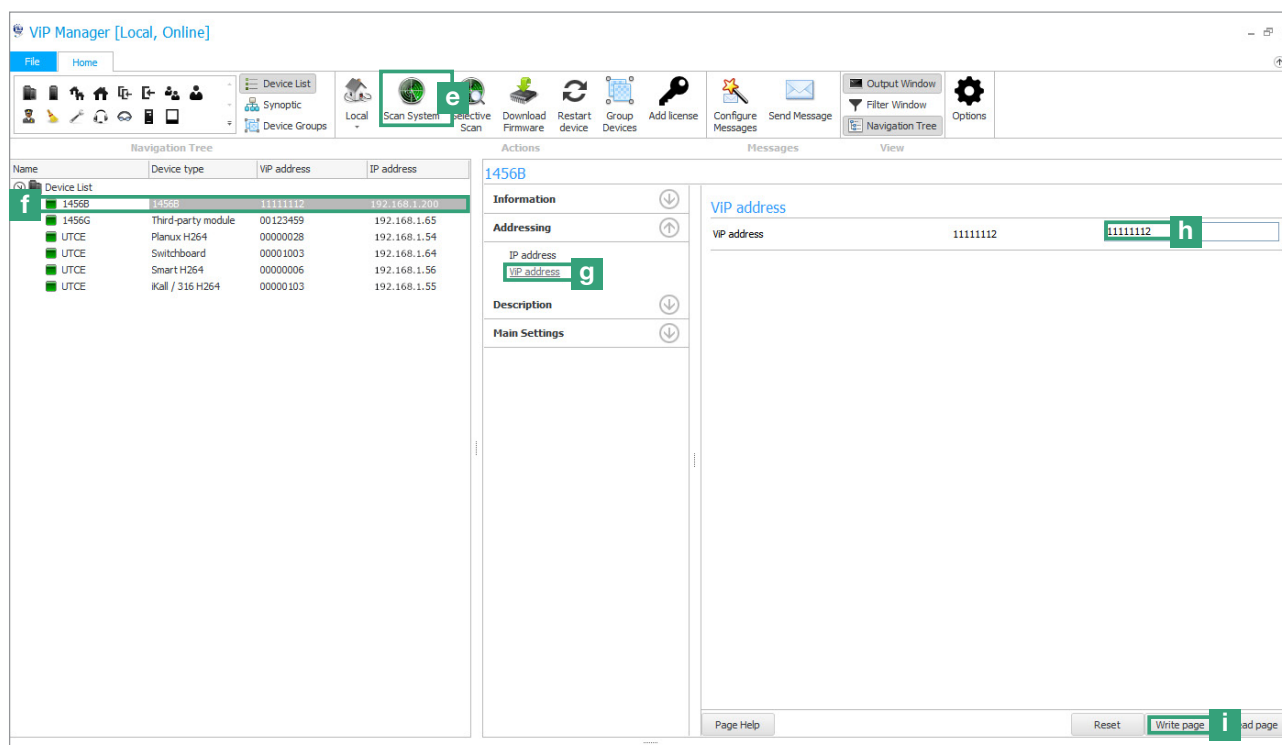 ViP Manager [Local, Online]
File Home
Device List
Synoptic
Device Groups
Local
Scan System
e
Selective Scan
Download Firmware
Restart device
Group Devices
Add license
Configure Messages
Send Message
Output Window
Filter Window
Navigation Tree
Options
Navigation Tree Actions Messages View
Name Device type ViP address IP address
Device List
f
1456B 1456B 11111112 192.168.1.200
1456G Third-party module 00123459 192.168.1.65
UTCE Planux H264 00000028 192.168.1.54
UTCE Switchboard 00001003 192.168.1.64
UTCE Smart H264 00000006 192.168.1.56
UTCE iKall / 316 H264 00000103 192.168.1.55
1456B
Information
Addressing
IP address
ViP address g
Description
Main Settings
ViP address
ViP address 11111112 11111112 h
Page Help Reset Write page i ead page